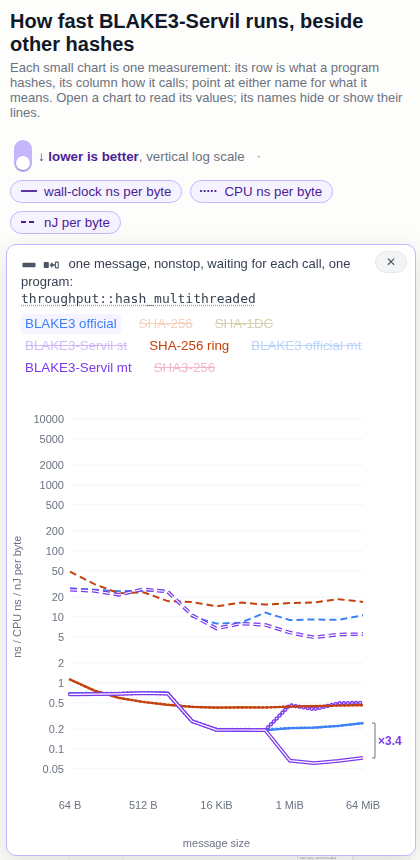 How fast BLAKE3-Servil runs, beside
other hashes
Each small chart is one measurement: its row is what a program
hashes, its column how it calls; point at either name for what it
means. Open a chart to read its values; its names hide or show their
lines.
↓ lower is better, vertical log scale ·
wall-clock ns per byte CPU ns per byte
nJ per byte
one message, nonstop, waiting for each call, one ✕
program:
throughput::hash_multithreaded
BLAKE3 official SHA-256 SHA-1DC
BLAKE3-Servil st SHA-256 ring BLAKE3 official mt
BLAKE3-Servil mt SHA3-256
10000
5000
2000
1000
500
200
100
50
20
10
5
2
1
0.5
0.2
0.1
0.05
ns / CPU ns / nJ per byte
×3.4
64 B 512 B 16 KiB 1 MiB 64 MiB
message size